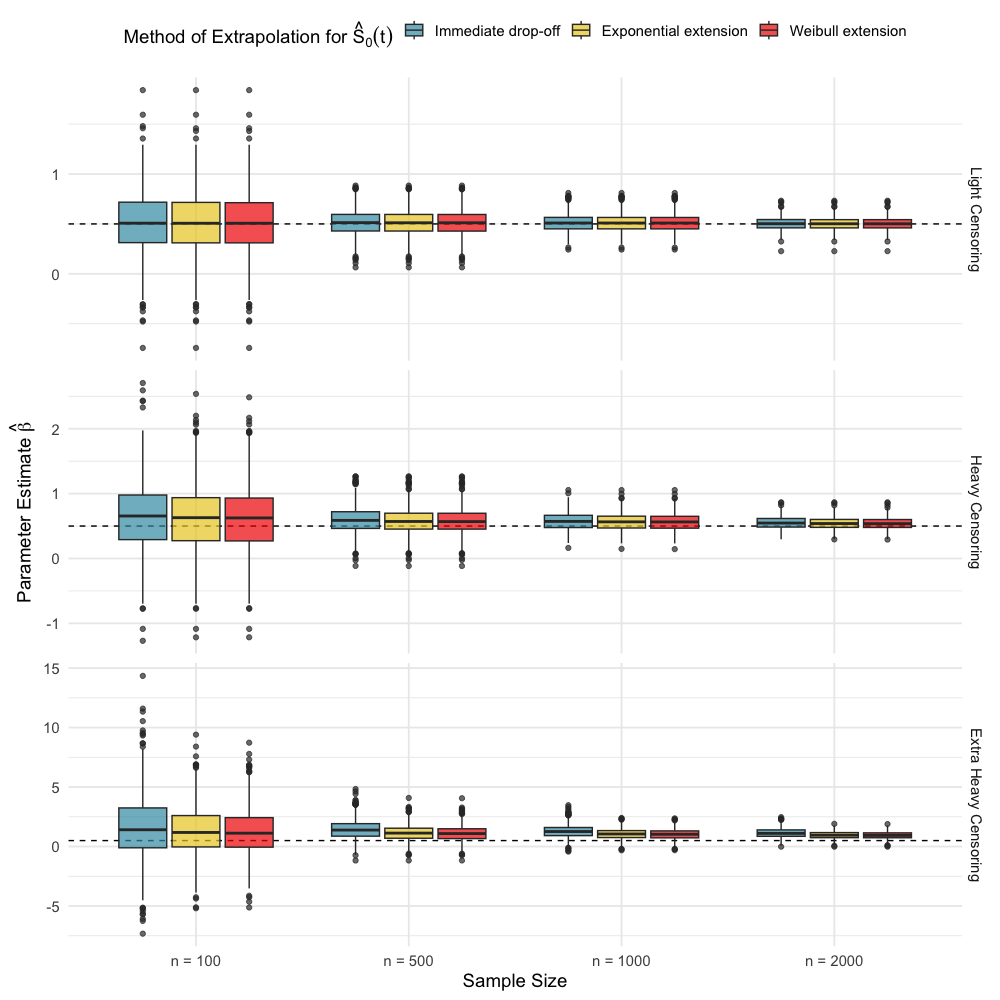 Method of Extrapolation for Ŝ₀(t) Immediate drop-off Exponential extension Weibull extension
1
0
Light Censoring
2
1
0
-1
Heavy Censoring
15
10
5
0
-5
Extra Heavy Censoring
Parameter Estimate β̂
n = 100 n = 500 n = 1000 n = 2000
Sample Size